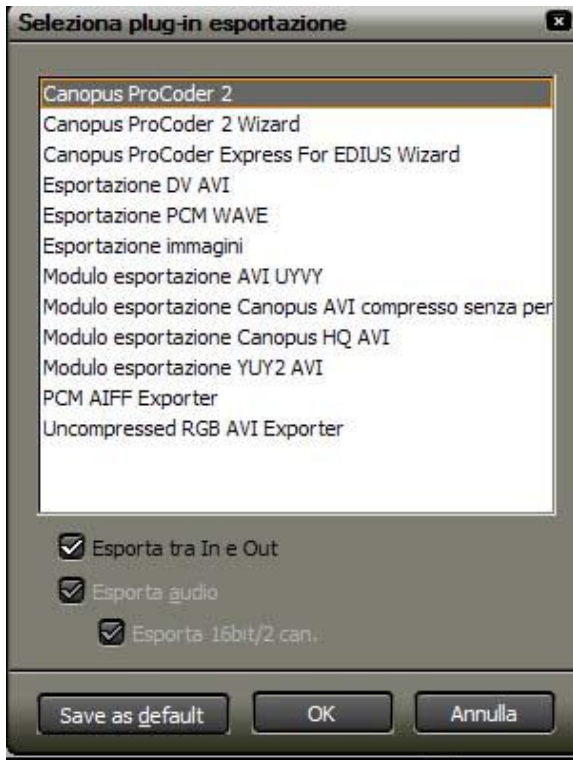 Seleziona plug-in esportazione
Canopus ProCoder 2
Canopus ProCoder 2 Wizard
Canopus ProCoder Express For EDIUS Wizard
Esportazione DV AVI
Esportazione PCM WAVE
Esportazione immagini
Modulo esportazione AVI UYVY
Modulo esportazione Canopus AVI compresso senza per
Modulo esportazione Canopus HQ AVI
Modulo esportazione YUY2 AVI
PCM AIFF Exporter
Uncompressed RGB AVI Exporter
Esporta tra In e Out
Esporta audio
Esporta 16bit/2 can.
Save as default OK Annulla